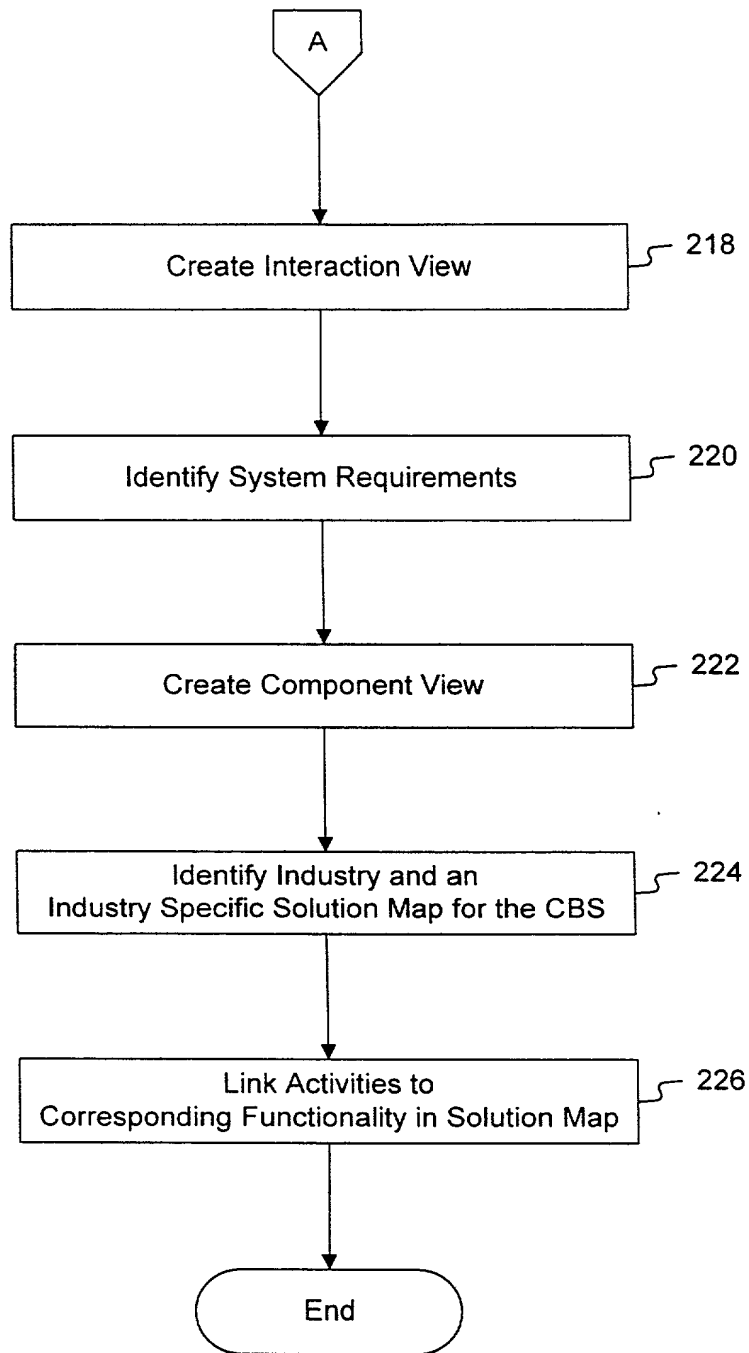 A
Create Interaction View
218
Identify System Requirements
220
Create Component View
222
Identify Industry and an
Industry Specific Solution Map for the CBS
224
Link Activities to
Corresponding Functionality in Solution Map
226
End